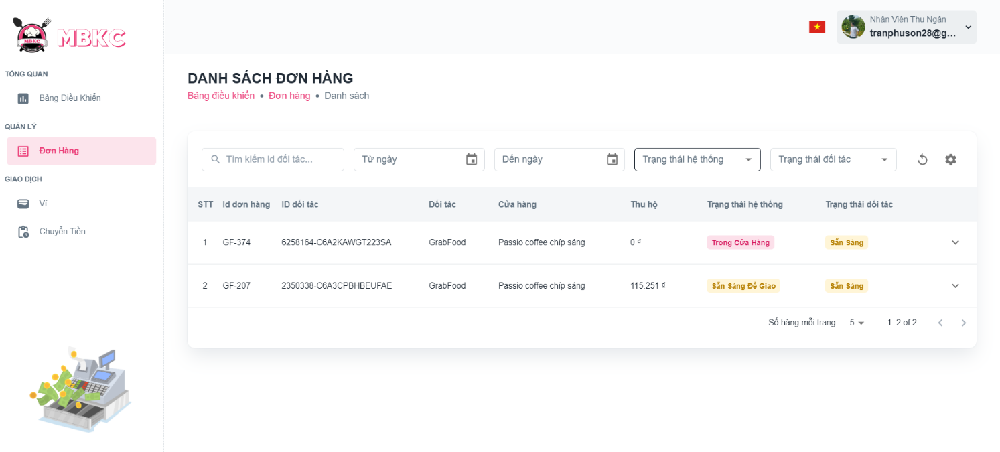 MBKC
MBKC
Nhân Viên Thu Ngân
tranphuson28@g...
TỔNG QUAN
Bảng Điều Khiển
QUẢN LÝ
Đơn Hàng
GIAO DỊCH
Ví
Chuyển Tiền
DANH SÁCH ĐƠN HÀNG
Bảng điều khiển • Đơn hàng • Danh sách
Tìm kiếm id đối tác... Từ ngày Đến ngày Trạng thái hệ thống Trạng thái đối tác
STT Id đơn hàng ID đối tác Đối tác Cửa hàng Thu hộ Trạng thái hệ thống Trạng thái đối tác
1 GF-374 6258164-C6A2KAWGT223SA GrabFood Passio coffee chíp sáng 0 ₫ Trong Cửa Hàng Sẵn Sàng
2 GF-207 2350338-C6A3CPBHBEUFAE GrabFood Passio coffee chíp sáng 115.251 ₫ Sẵn Sàng Để Giao Sẵn Sàng
Số hàng mỗi trang 5 1–2 of 2